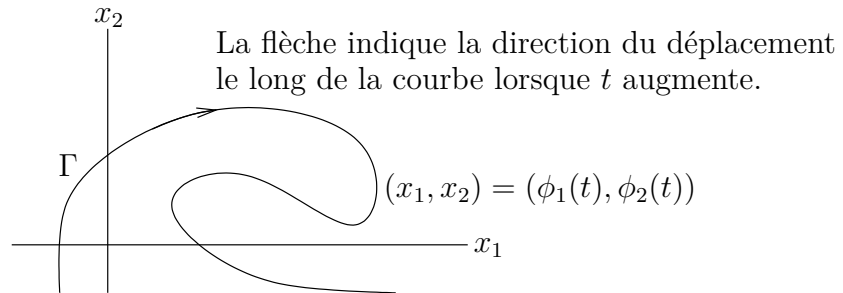 x₂
La flèche indique la direction du déplacement
le long de la courbe lorsque t augmente.
Γ
(x₁, x₂) = (ϕ₁(t), ϕ₂(t))
x₁